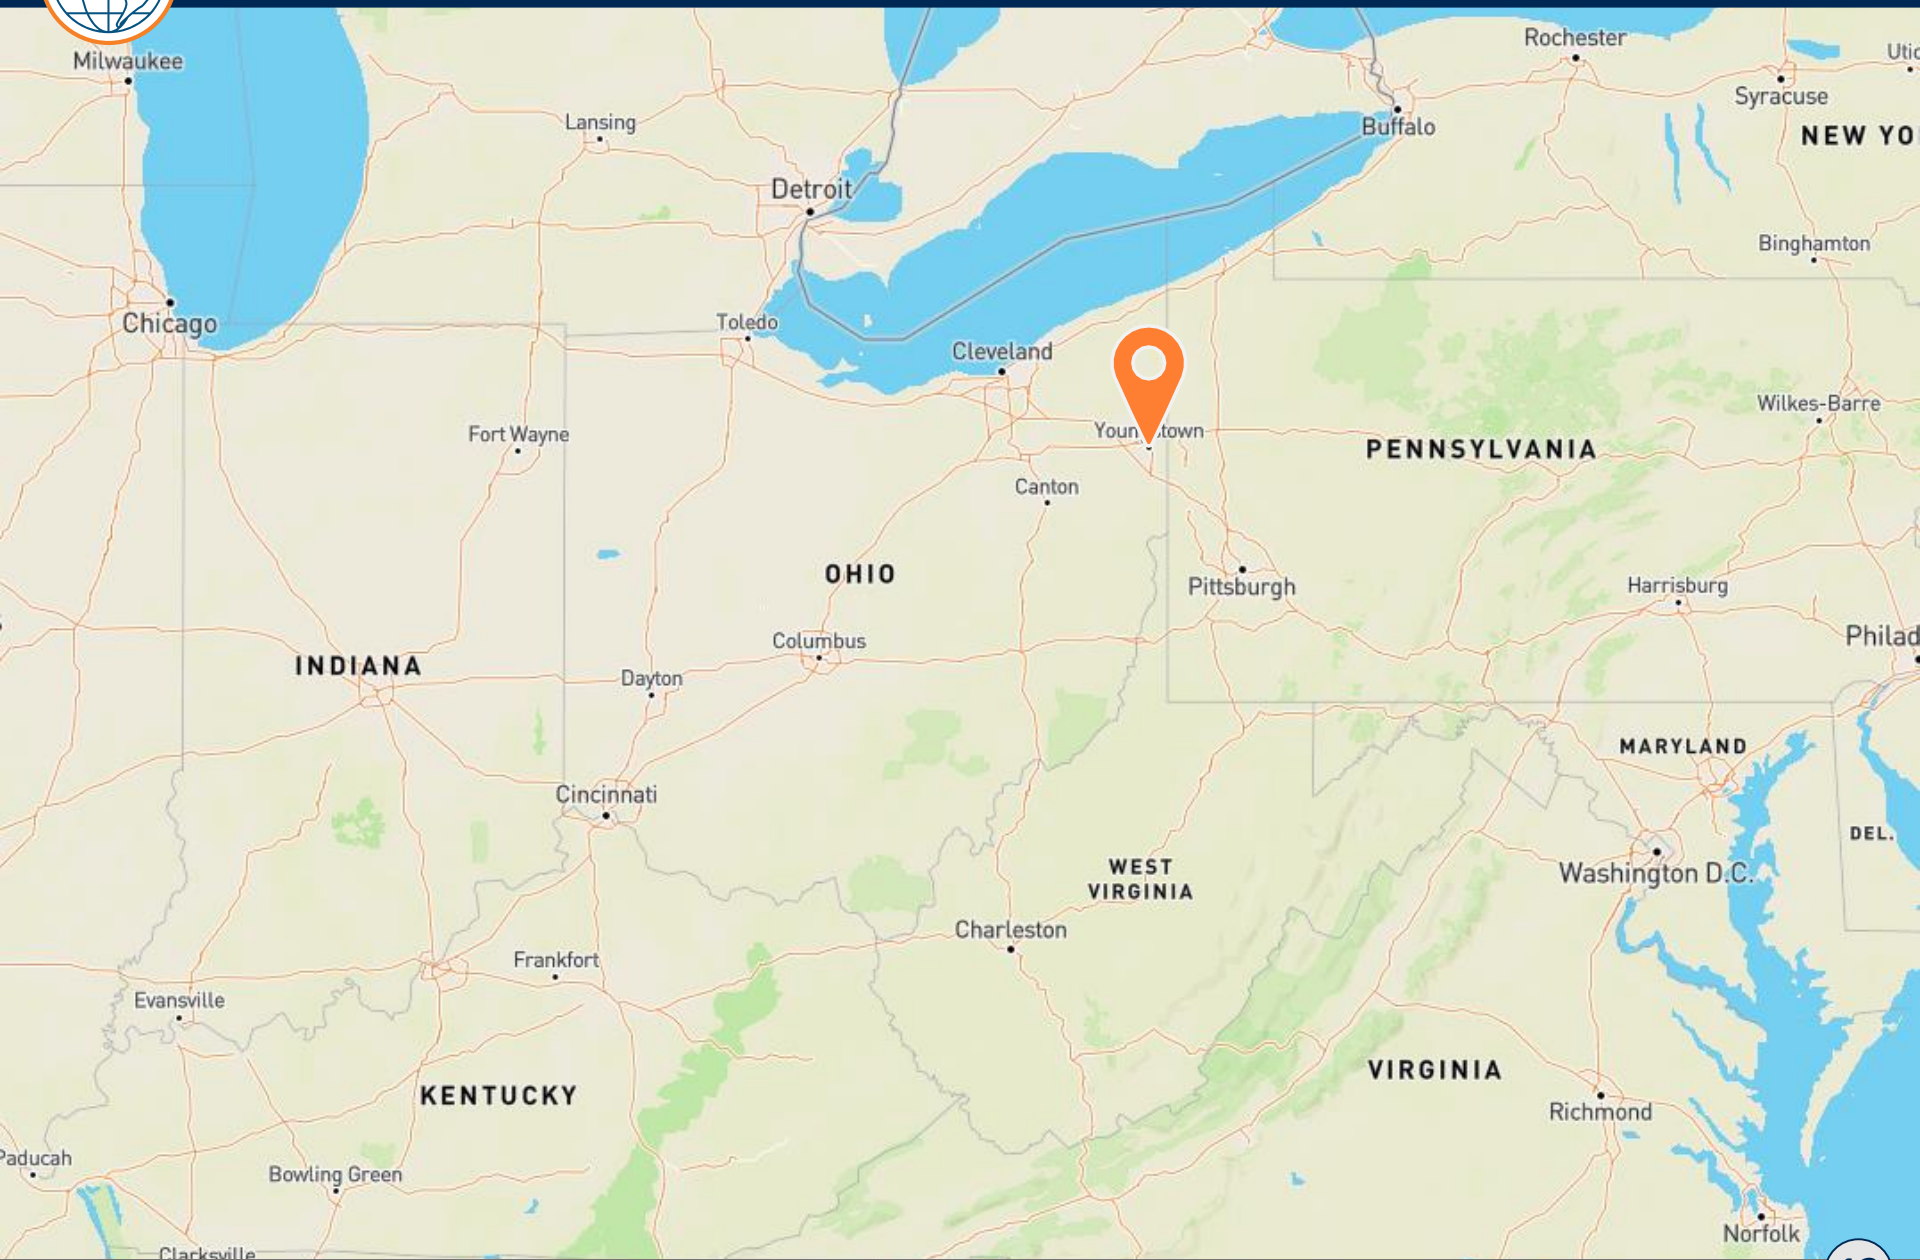 Rochester
Milwaukee
Utic
Syracuse
Lansing
Buffalo
NEW YO
Detroit
Binghamton
Chicago
Toledo
Cleveland
Wilkes-Barre
Fort Wayne
Youn stown
PENNSYLVANIA
Canton
OHIO
Pittsburgh
Harrisburg
Columbus
Philad
INDIANA
Dayton
MARYLAND
Cincinnati
DEL.
WEST
VIRGINIA
Washington D.C.
Charleston
Frankfort
Evansville
VIRGINIA
KENTUCKY
Richmond
Paducah
Bowling Green
Norfolk
Clarksville